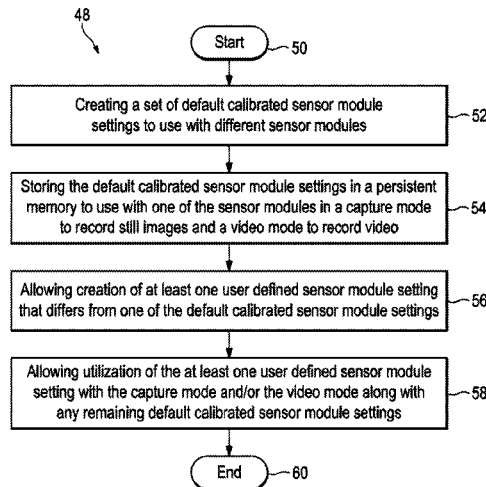 48
Start
50
Creating a set of default calibrated sensor module
settings to use with different sensor modules
52
Storing the default calibrated sensor module settings in a persistent
memory to use with one of the sensor modules in a capture mode
to record still images and a video mode to record video
54
Allowing creation of at least one user defined sensor module setting
that differs from one of the default calibrated sensor module settings
56
Allowing utilization of the at least one user defined sensor module
setting with the capture mode and/or the video mode along with
any remaining default calibrated sensor module settings
58
End
60